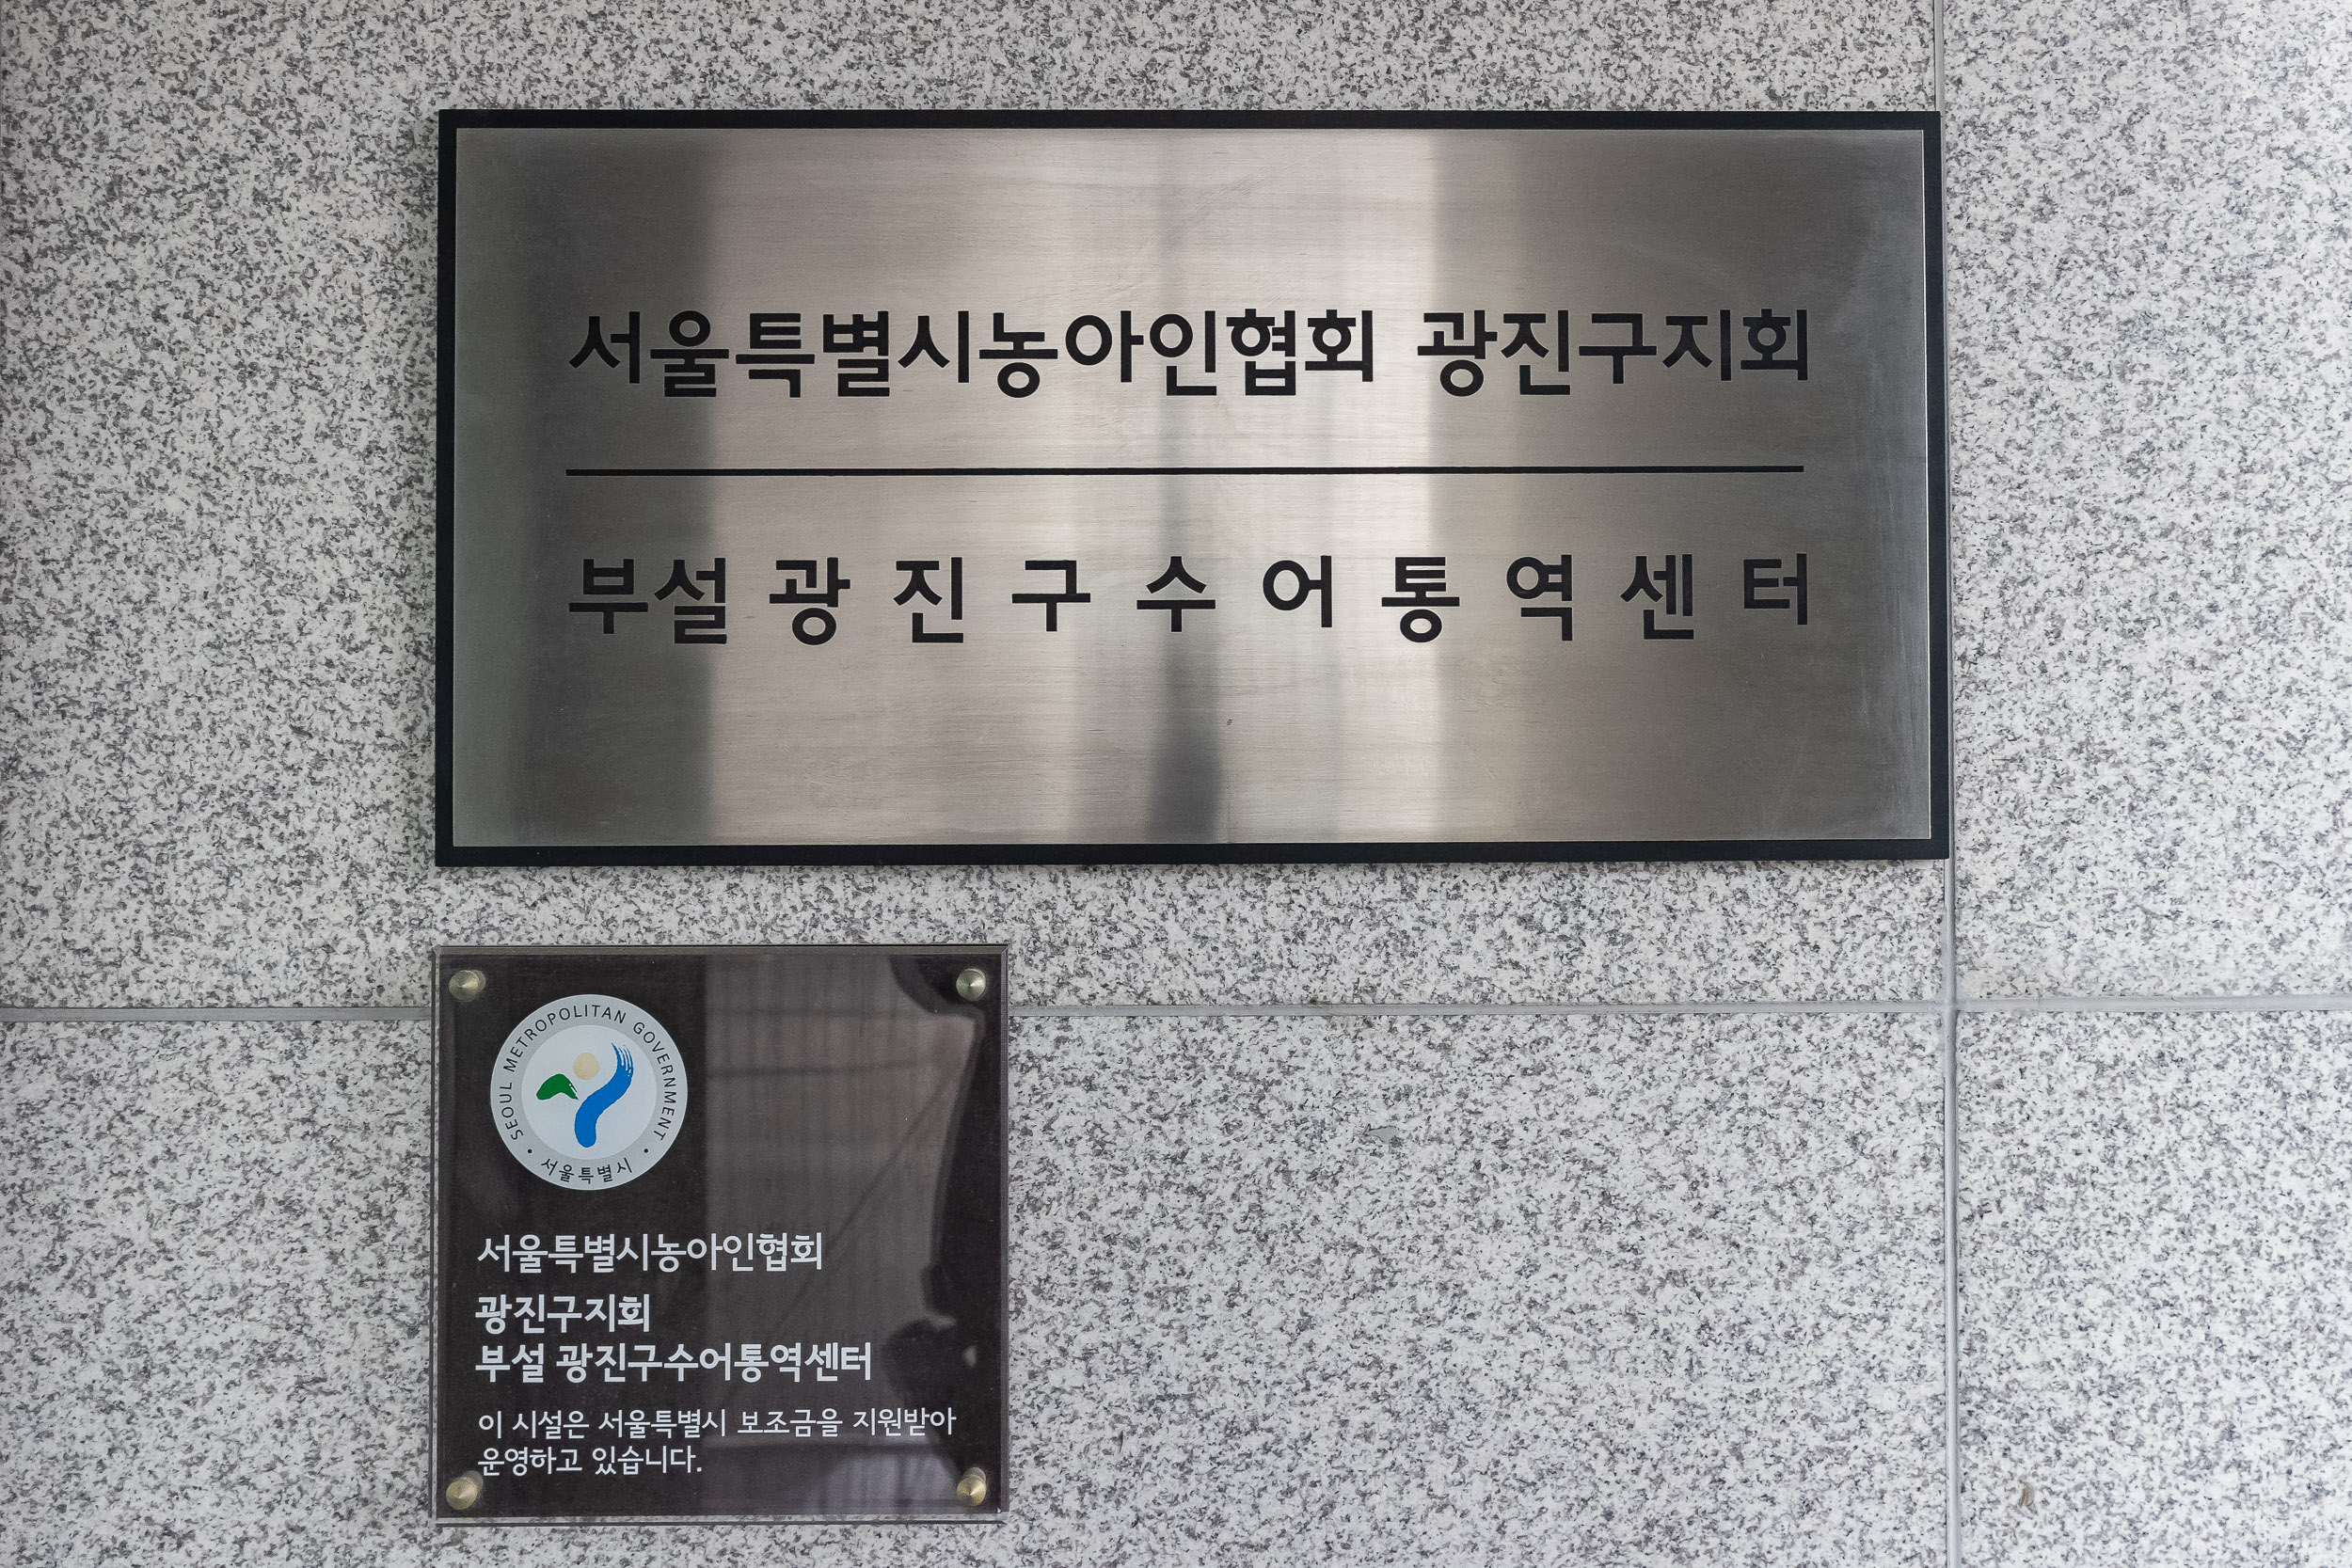 서울특별시농아인협회 광진구지회
부설 광진구수어통역센터
SEOUL METROPOLITAN GOVERNMENT
• 서울특별시 •
서울특별시농아인협회
광진구지회
부설 광진구수어통역센터
이 시설은 서울특별시 보조금을 지원받아
운영하고 있습니다.